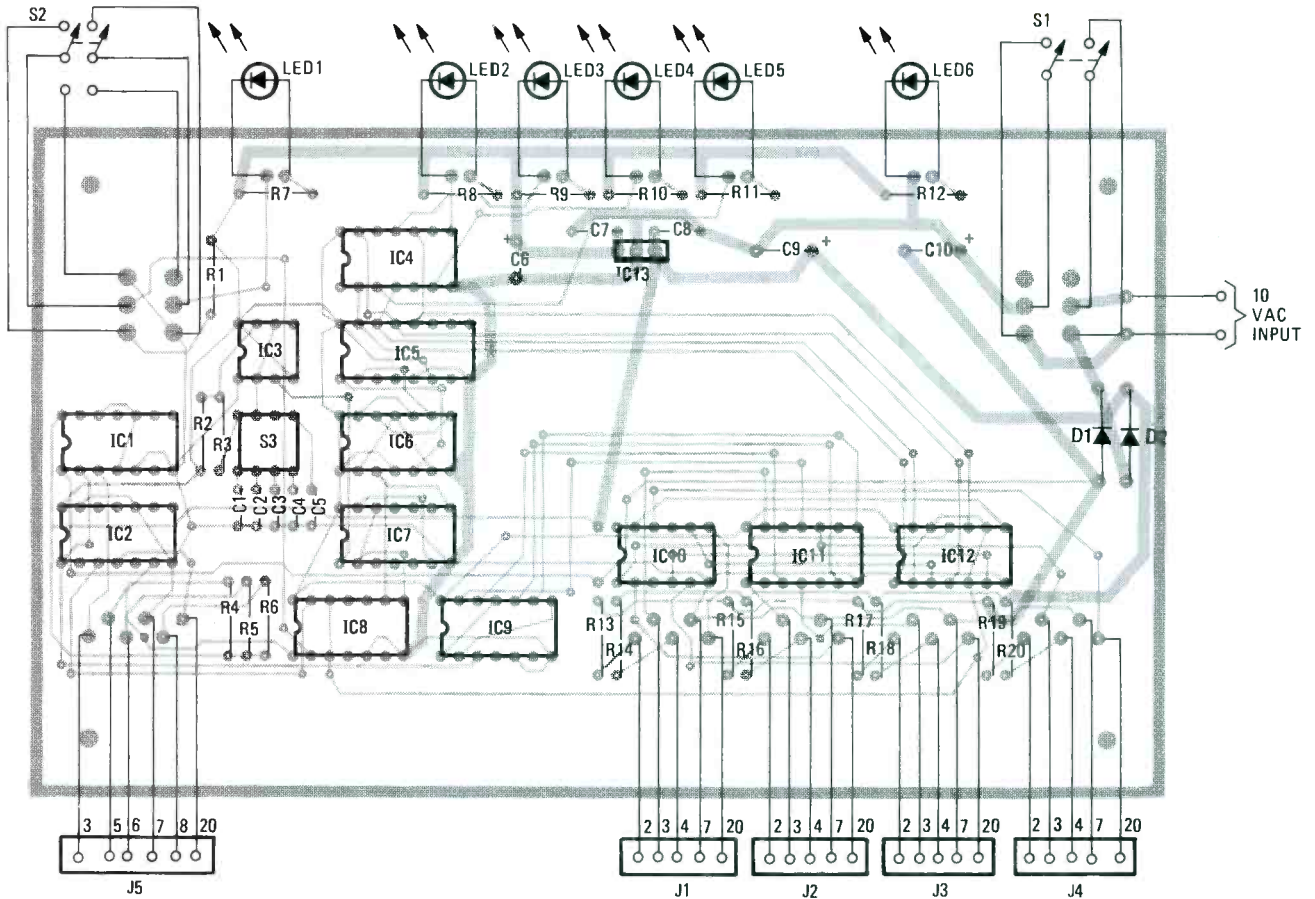 S2
S1
LED1
LED2
LED3
LED4
LED5
LED6
R7
R8
R9
R10
R11
R12
R1
IC4
+
C6
C7
C8
IC13
C9
+
C10
+
10
VAC
INPUT
IC3
IC5
R2
R3
IC1
S3
IC6
D1
D2
C1
C2
C3
C4
C5
IC2
IC7
IC10
IC11
IC12
R4
R5
R6
IC8
IC9
R13
R14
R15
R16
R17
R18
R19
R20
3 5 6 7 8 20
J5
2 3 4 7 20
J1
2 3 4 7 20
J2
2 3 4 7 20
J3
2 3 4 7 20
J4